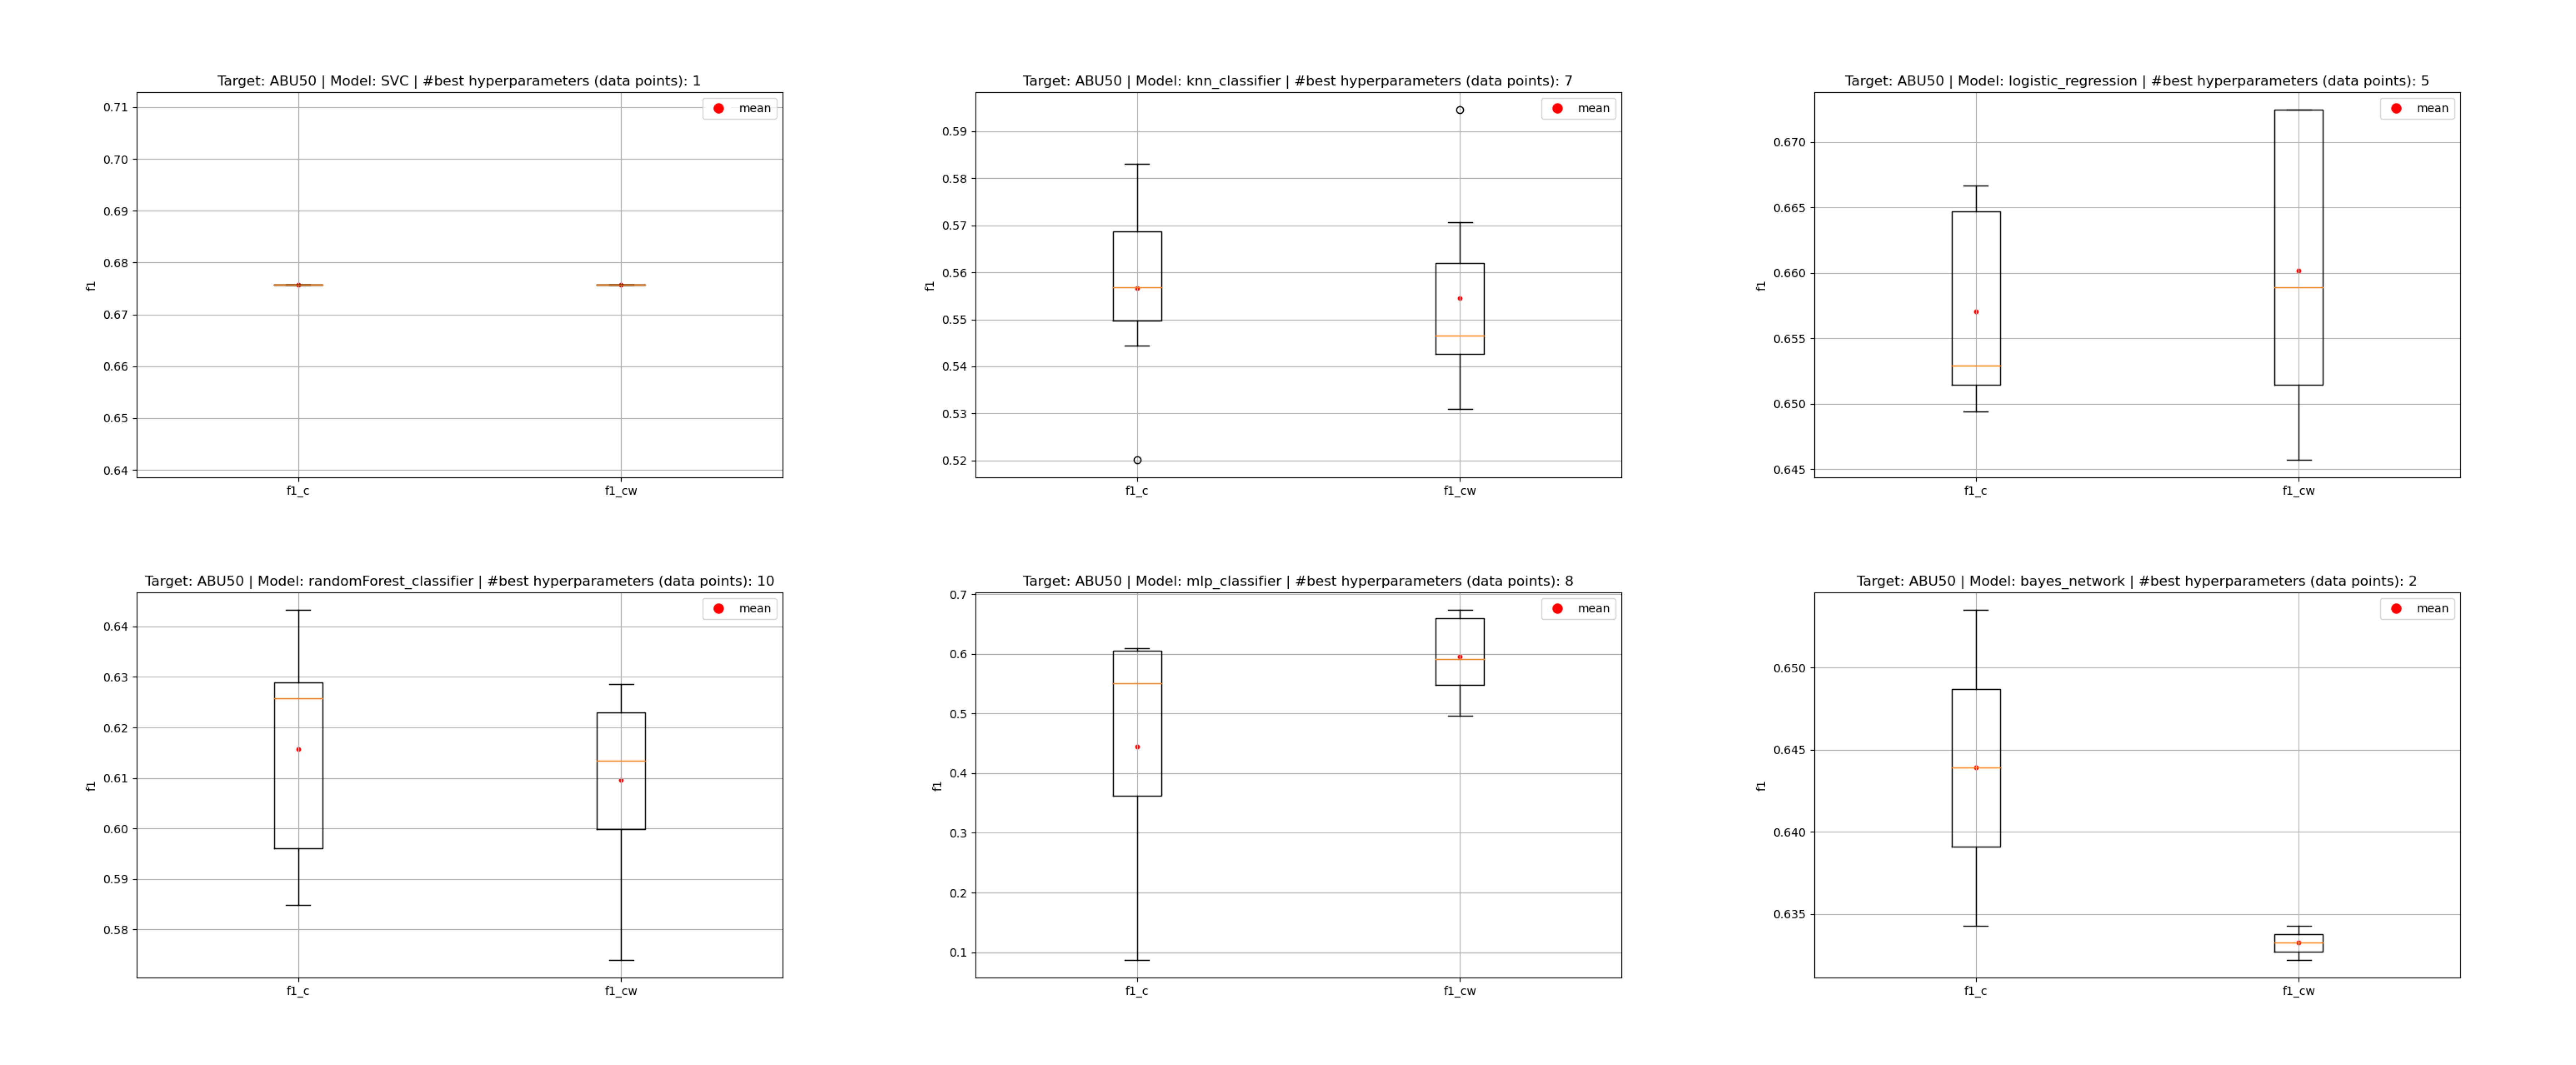 Target: ABU50 | Model: SVC | #best hyperparameters (data points): 1
mean
0.71
0.70
0.69
0.68
0.67
0.66
0.65
0.64
f1
f1_c
f1_cw
Target: ABU50 | Model: knn_classifier | #best hyperparameters (data points): 7
mean
0.59
0.58
0.57
0.56
0.55
0.54
0.53
0.52
f1
f1_c
f1_cw
Target: ABU50 | Model: logistic_regression | #best hyperparameters (data points): 5
mean
0.670
0.665
0.660
0.655
0.650
0.645
f1
f1_c
f1_cw
Target: ABU50 | Model: randomForest_classifier | #best hyperparameters (data points): 10
mean
0.64
0.63
0.62
0.61
0.60
0.59
0.58
f1
f1_c
f1_cw
Target: ABU50 | Model: mlp_classifier | #best hyperparameters (data points): 8
mean
0.7
0.6
0.5
0.4
0.3
0.2
0.1
f1
f1_c
f1_cw
Target: ABU50 | Model: bayes_network | #best hyperparameters (data points): 2
mean
0.650
0.645
0.640
0.635
f1
f1_c
f1_cw